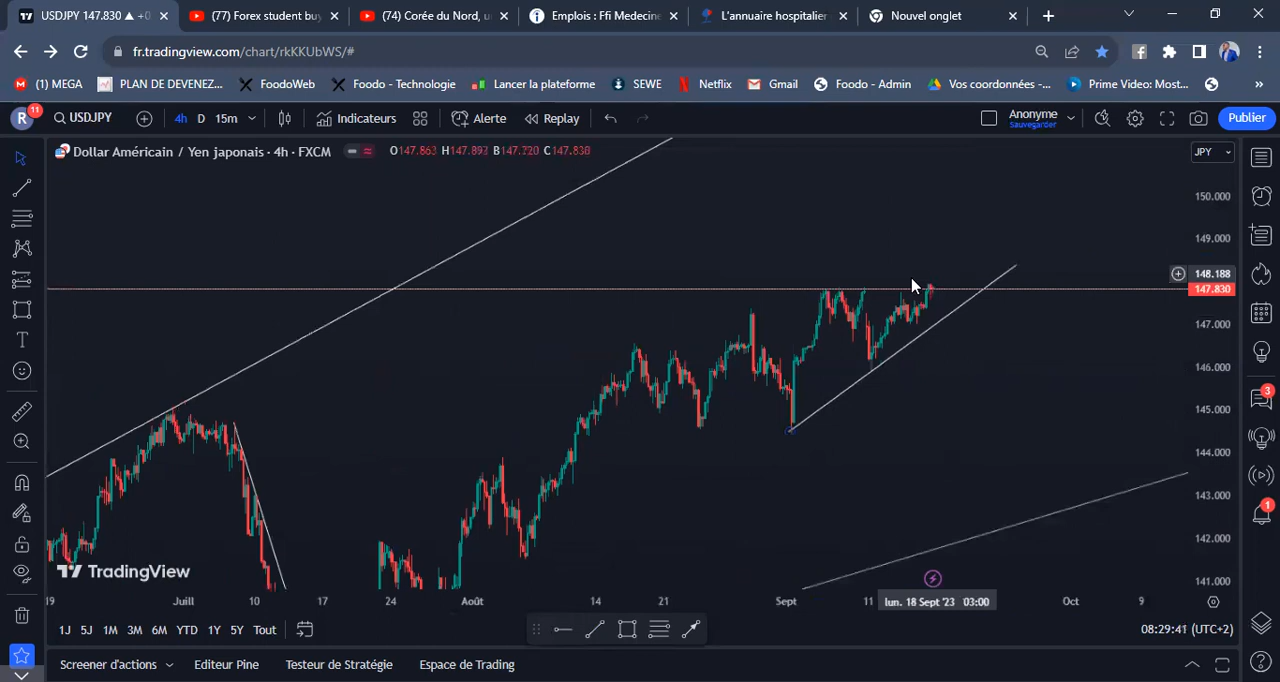 USDJPY 147.830 ▲ +0
(77) Forex student bu
(74) Corée du Nord, u
Emplois : Ffi Medecine
L'annuaire hospitalier
Nouvel onglet
fr.tradingview.com/chart/rkKKUbWS/#
(1) MEGA
PLAN DE DEVENEZ...
FoodoWeb
Foodo - Technologie
Lancer la plateforme
SEWE
Netflix
Gmail
Foodo - Admin
Vos coordonnées -...
Prime Video: Most...
»
R
11
USDJPY
4h
D
15m
Indicateurs
Alerte
Replay
Anonyme
Sauvegarder
Publier
Dollar Américain / Yen japonais · 4h · FXCM
O147.863 H147.893 B147.720 C147.830
JPY
150.000
149.000
148.188
147.830
147.000
146.000
145.000
144.000
143.000
142.000
141.000
3
1
TradingView
19
Juill
10
17
24
Août
14
21
Sept
11
lun. 18 Sept '23 03:00
Oct
9
1J 5J 1M 3M 6M YTD 1Y 5Y Tout
08:29:41 (UTC+2)
Screener d'actions
Editeur Pine
Testeur de Stratégie
Espace de Trading